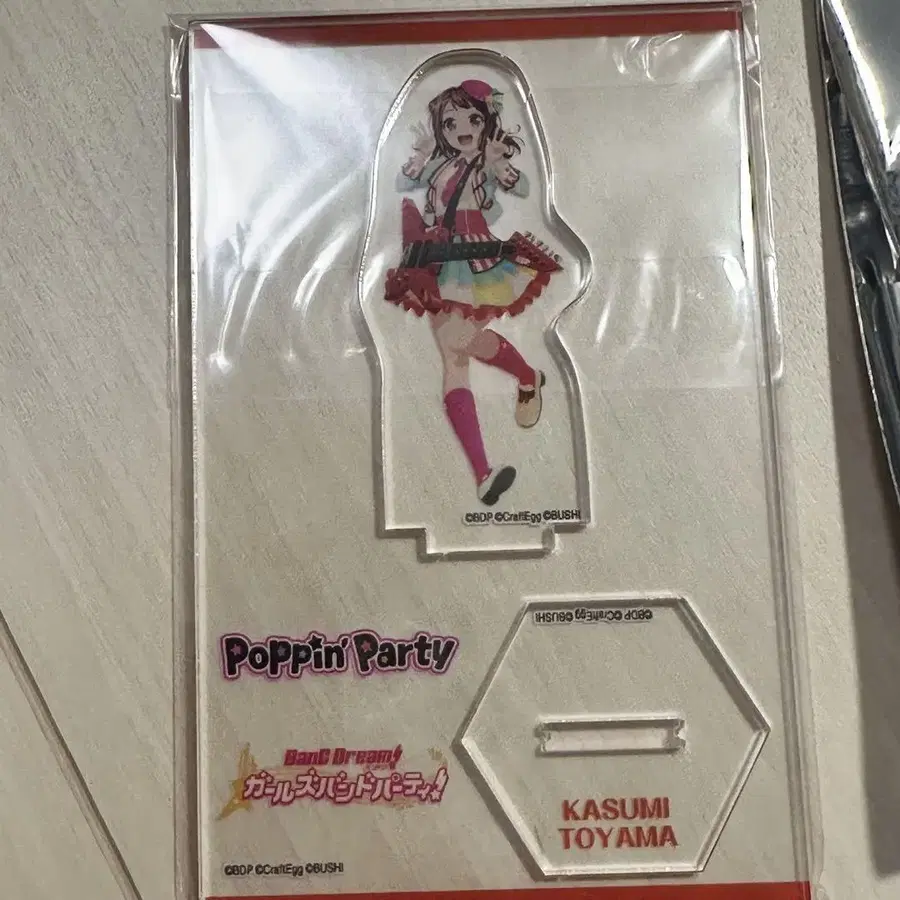 ©BDP ©CraftEgg ©BUSHI
©BDP ©CraftEgg ©BUSHI
Poppin'Party
BanG Dream!
ガールズバンドパーティ!
KASUMI
TOYAMA
©BDP ©CraftEgg ©BUSHI